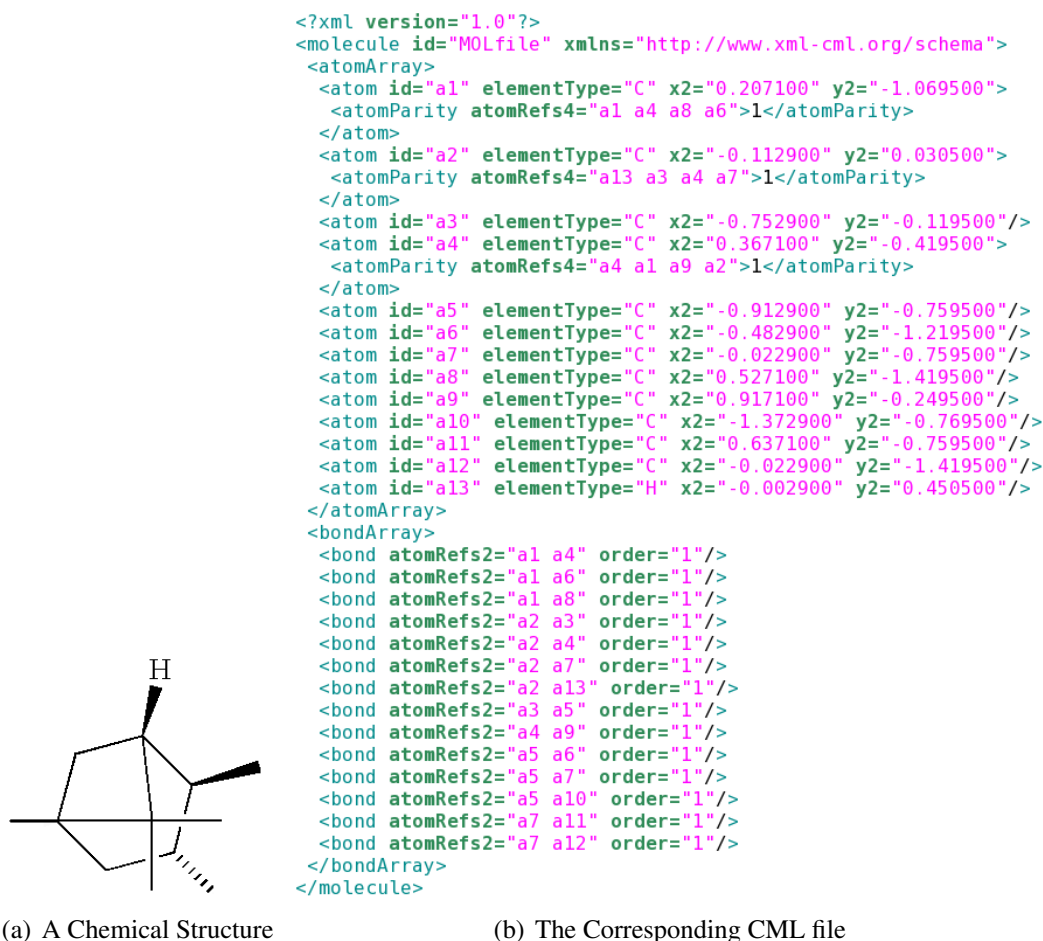 <?xml version="1.0"?>
<molecule id="MOLfile" xmlns="http://www.xml-cml.org/schema">
<atomArray>
<atom id="a1" elementType="C" x2="0.207100" y2="-1.069500">
<atomParity atomRefs4="a1 a4 a8 a6">1</atomParity>
</atom>
<atom id="a2" elementType="C" x2="-0.112900" y2="0.030500">
<atomParity atomRefs4="a13 a3 a4 a7">1</atomParity>
</atom>
<atom id="a3" elementType="C" x2="-0.752900" y2="-0.119500"/>
<atom id="a4" elementType="C" x2="0.367100" y2="-0.419500">
<atomParity atomRefs4="a4 a1 a9 a2">1</atomParity>
</atom>
<atom id="a5" elementType="C" x2="-0.912900" y2="-0.759500"/>
<atom id="a6" elementType="C" x2="-0.482900" y2="-1.219500"/>
<atom id="a7" elementType="C" x2="-0.022900" y2="-0.759500"/>
<atom id="a8" elementType="C" x2="0.527100" y2="-1.419500"/>
<atom id="a9" elementType="C" x2="0.917100" y2="-0.249500"/>
<atom id="a10" elementType="C" x2="-1.372900" y2="-0.769500"/>
<atom id="a11" elementType="C" x2="0.637100" y2="-0.759500"/>
<atom id="a12" elementType="C" x2="-0.022900" y2="-1.419500"/>
<atom id="a13" elementType="H" x2="-0.002900" y2="0.450500"/>
</atomArray>
<bondArray>
<bond atomRefs2="a1 a4" order="1"/>
<bond atomRefs2="a1 a6" order="1"/>
<bond atomRefs2="a1 a8" order="1"/>
<bond atomRefs2="a2 a3" order="1"/>
<bond atomRefs2="a2 a4" order="1"/>
<bond atomRefs2="a2 a7" order="1"/>
<bond atomRefs2="a2 a13" order="1"/>
<bond atomRefs2="a3 a5" order="1"/>
<bond atomRefs2="a4 a9" order="1"/>
<bond atomRefs2="a5 a6" order="1"/>
<bond atomRefs2="a5 a7" order="1"/>
<bond atomRefs2="a5 a10" order="1"/>
<bond atomRefs2="a7 a11" order="1"/>
<bond atomRefs2="a7 a12" order="1"/>
</bondArray>
</molecule>
H
(a) A Chemical Structure
(b) The Corresponding CML file